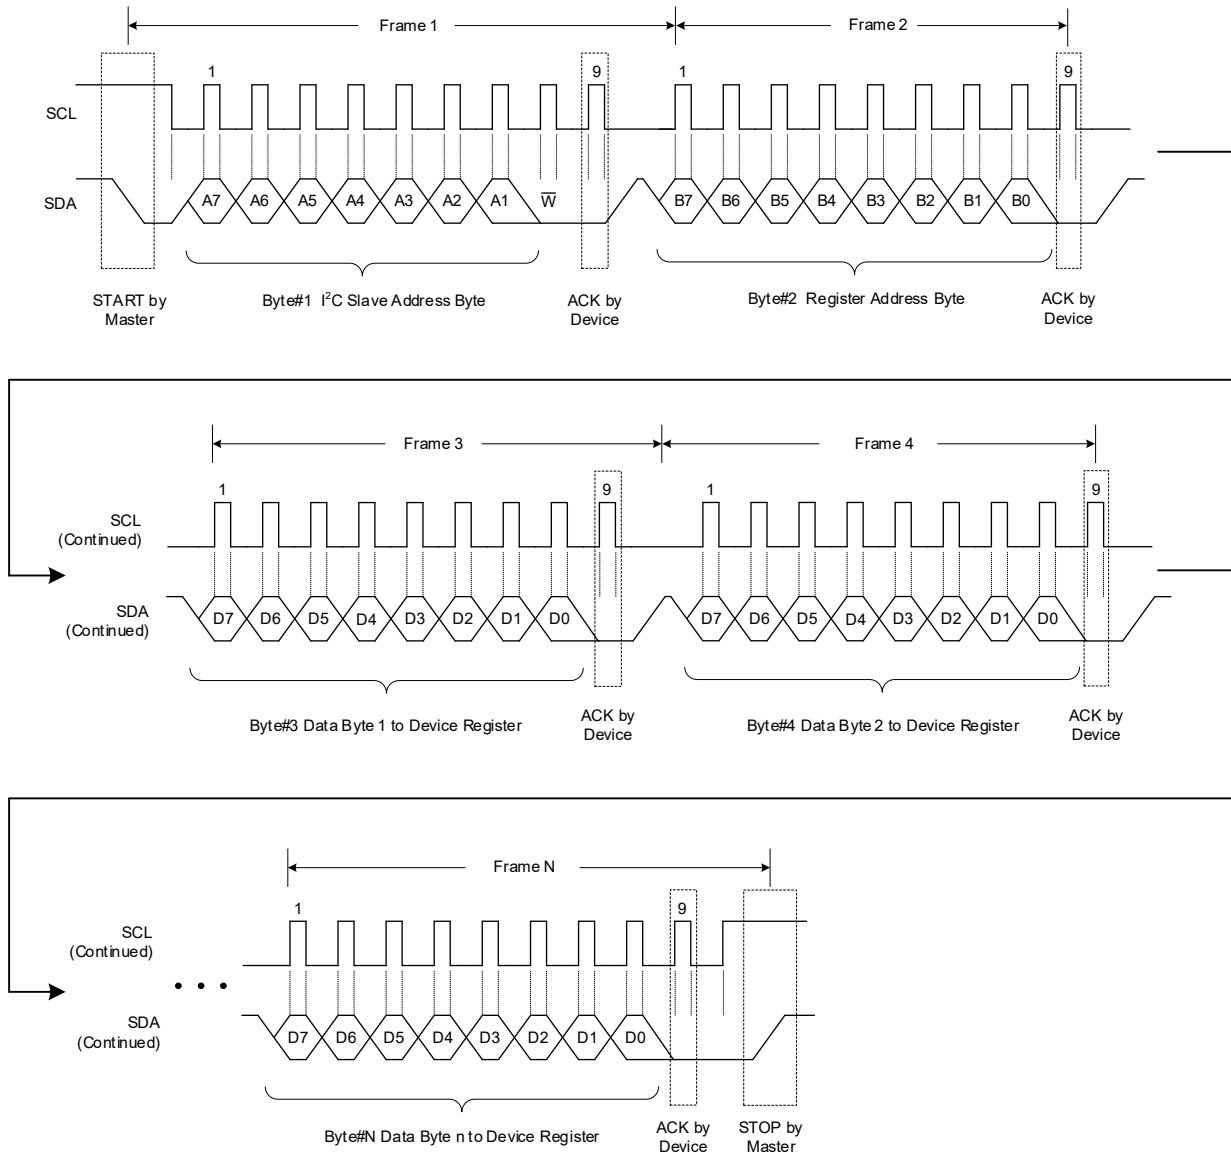 Frame 1 Frame 2
1 9 1 9
SCL
SDA A7 A6 A5 A4 A3 A2 A1 W̅ B7 B6 B5 B4 B3 B2 B1 B0
START by
Master
Byte#1 I²C Slave Address Byte
ACK by
Device
Byte#2 Register Address Byte
ACK by
Device
Frame 3 Frame 4
1 9 1 9
SCL
(Continued)
SDA
(Continued)
D7 D6 D5 D4 D3 D2 D1 D0 D7 D6 D5 D4 D3 D2 D1 D0
Byte#3 Data Byte 1 to Device Register
ACK by
Device
Byte#4 Data Byte 2 to Device Register
ACK by
Device
Frame N
1 9
SCL
(Continued)
• • •
SDA
(Continued)
D7 D6 D5 D4 D3 D2 D1 D0
Byte#N Data Byte n to Device Register
ACK by
Device
STOP by
Master